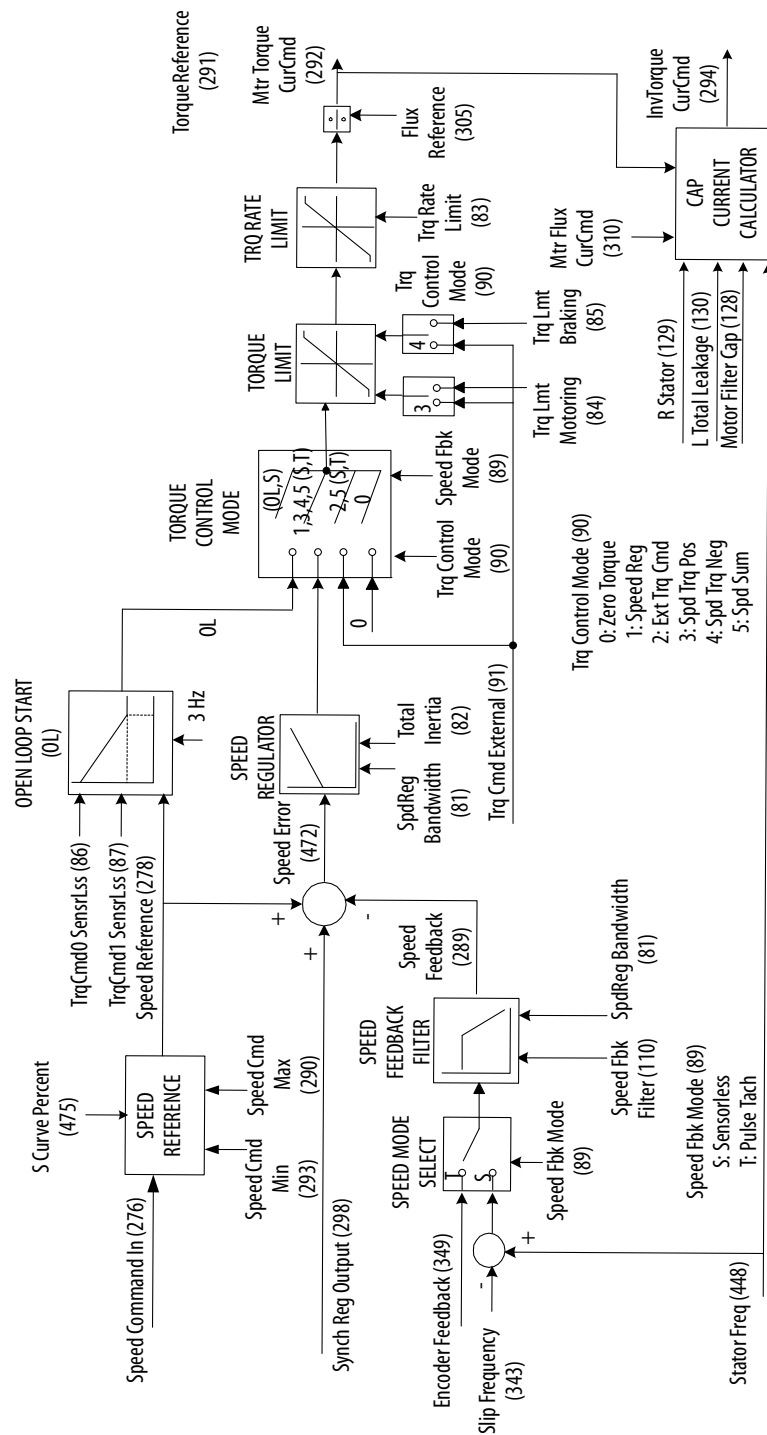 S Curve Percent
(475)
Speed Command In (276)
SPEED
REFERENCE
Speed Cmd
Min
(293)
Speed Cmd
Max
(290)
TrqCmd0 SensrLss (86)
TrqCmd1 SensrLss (87)
Speed Reference (278)
OPEN LOOP START
(OL)
3 Hz
OL
Synch Reg Output (298)
+
+
-
Speed Error
(472)
SPEED
REGULATOR
SpdReg
Bandwidth
(81)
Total
Inertia
(82)
Trq Cmd External (91)
0
TORQUE
CONTROL
MODE
(OL,S)
1,3,4,5 (S,T)
2,5 (S,T)
0
Trq Control
Mode
(90)
Speed Fbk
Mode
(89)
TORQUE
LIMIT
3
4
Trq Lmt
Motoring
(84)
Trq Lmt
Braking
(85)
Trq
Control
Mode
(90)
TRQ RATE
LIMIT
Trq Rate
Limit
(83)
Flux
Reference
(305)
Torque Reference
(291)
Mtr Torque
CurCmd
(292)
Encoder Feedback (349)
Slip Frequency
(343)
-
+
SPEED MODE
SELECT
T
S
Speed Fbk Mode
(89)
SPEED
FEEDBACK
FILTER
Speed Fbk
Filter (110)
SpdReg Bandwidth
(81)
Speed
Feedback
(289)
Stator Freq (448)
Speed Fbk Mode (89)
S: Sensorless
T: Pulse Tach
Trq Control Mode (90)
0: Zero Torque
1: Speed Reg
2: Ext Trq Cmd
3: Spd Trq Pos
4: Spd Trq Neg
5: Spd Sum
R Stator (129)
L Total Leakage (130)
Motor Filter Cap (128)
Mtr Flux
CurCmd
(310)
CAP
CURRENT
CALCULATOR
InvTorque
CurCmd
(294)